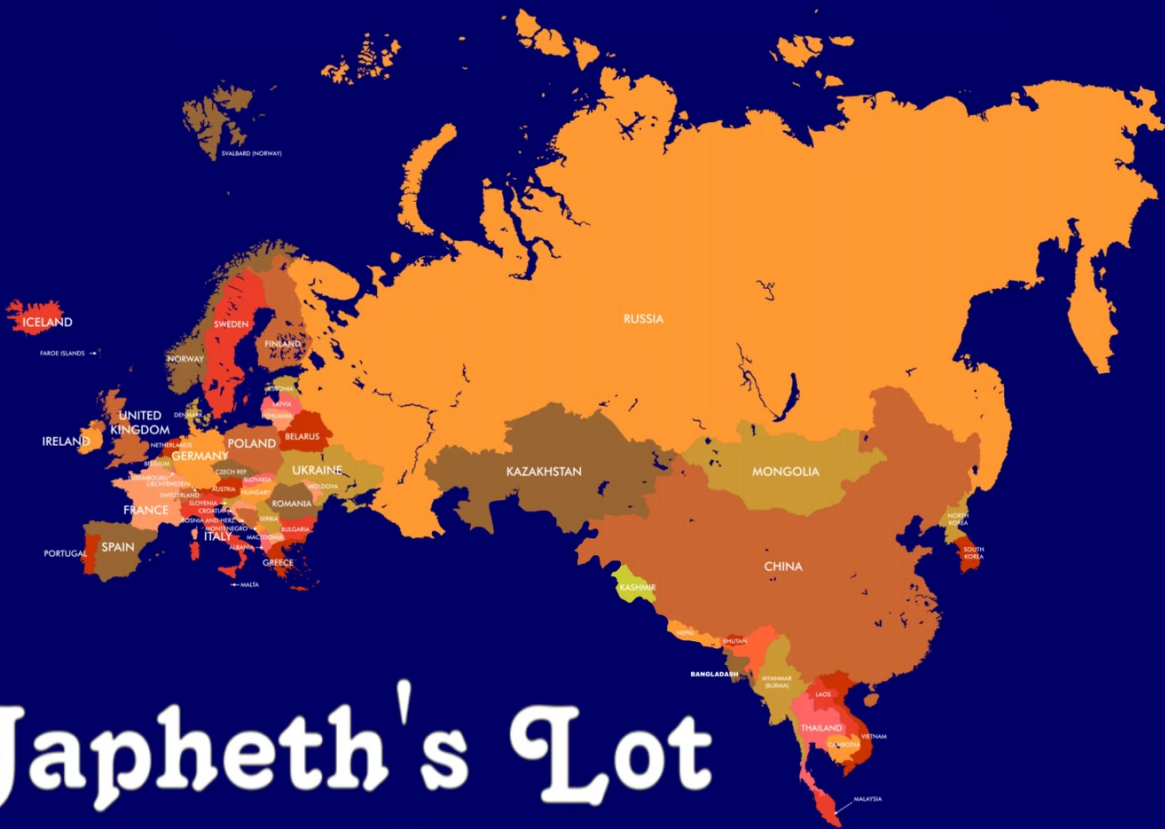 SVALBARD (NORWAY)
ICELAND
SWEDEN
RUSSIA
FINLAND
FAROE ISLANDS
NORWAY
ESTONIA
LATVIA
LITHUANIA
DENMARK
UNITED
KINGDOM
IRELAND
BELARUS
NETHERLANDS
POLAND
GERMANY
BELGIUM
UKRAINE
CZECH REP.
KAZAKHSTAN
MONGOLIA
LUXEMBOURG
SLOVAKIA
LIECHTENSTEIN
AUSTRIA
MOLDOVA
SWITZERLAND
HUNGARY
SLOVENIA
ROMANIA
FRANCE
CROATIA
BOSNIA AND HERZ.
SERBIA
MONTENEGRO
BULGARIA
ITALY
MACEDONIA
ALBANIA
PORTUGAL
SPAIN
GREECE
MALTA
NORTH
KOREA
SOUTH
KOREA
CHINA
KASHMIR
NEPAL
BHUTAN
BANGLADASH
MYANMAR
(BURMA)
LAOS
THAILAND
VIETNAM
CAMBODIA
MALAYSIA
Japheth's Lot